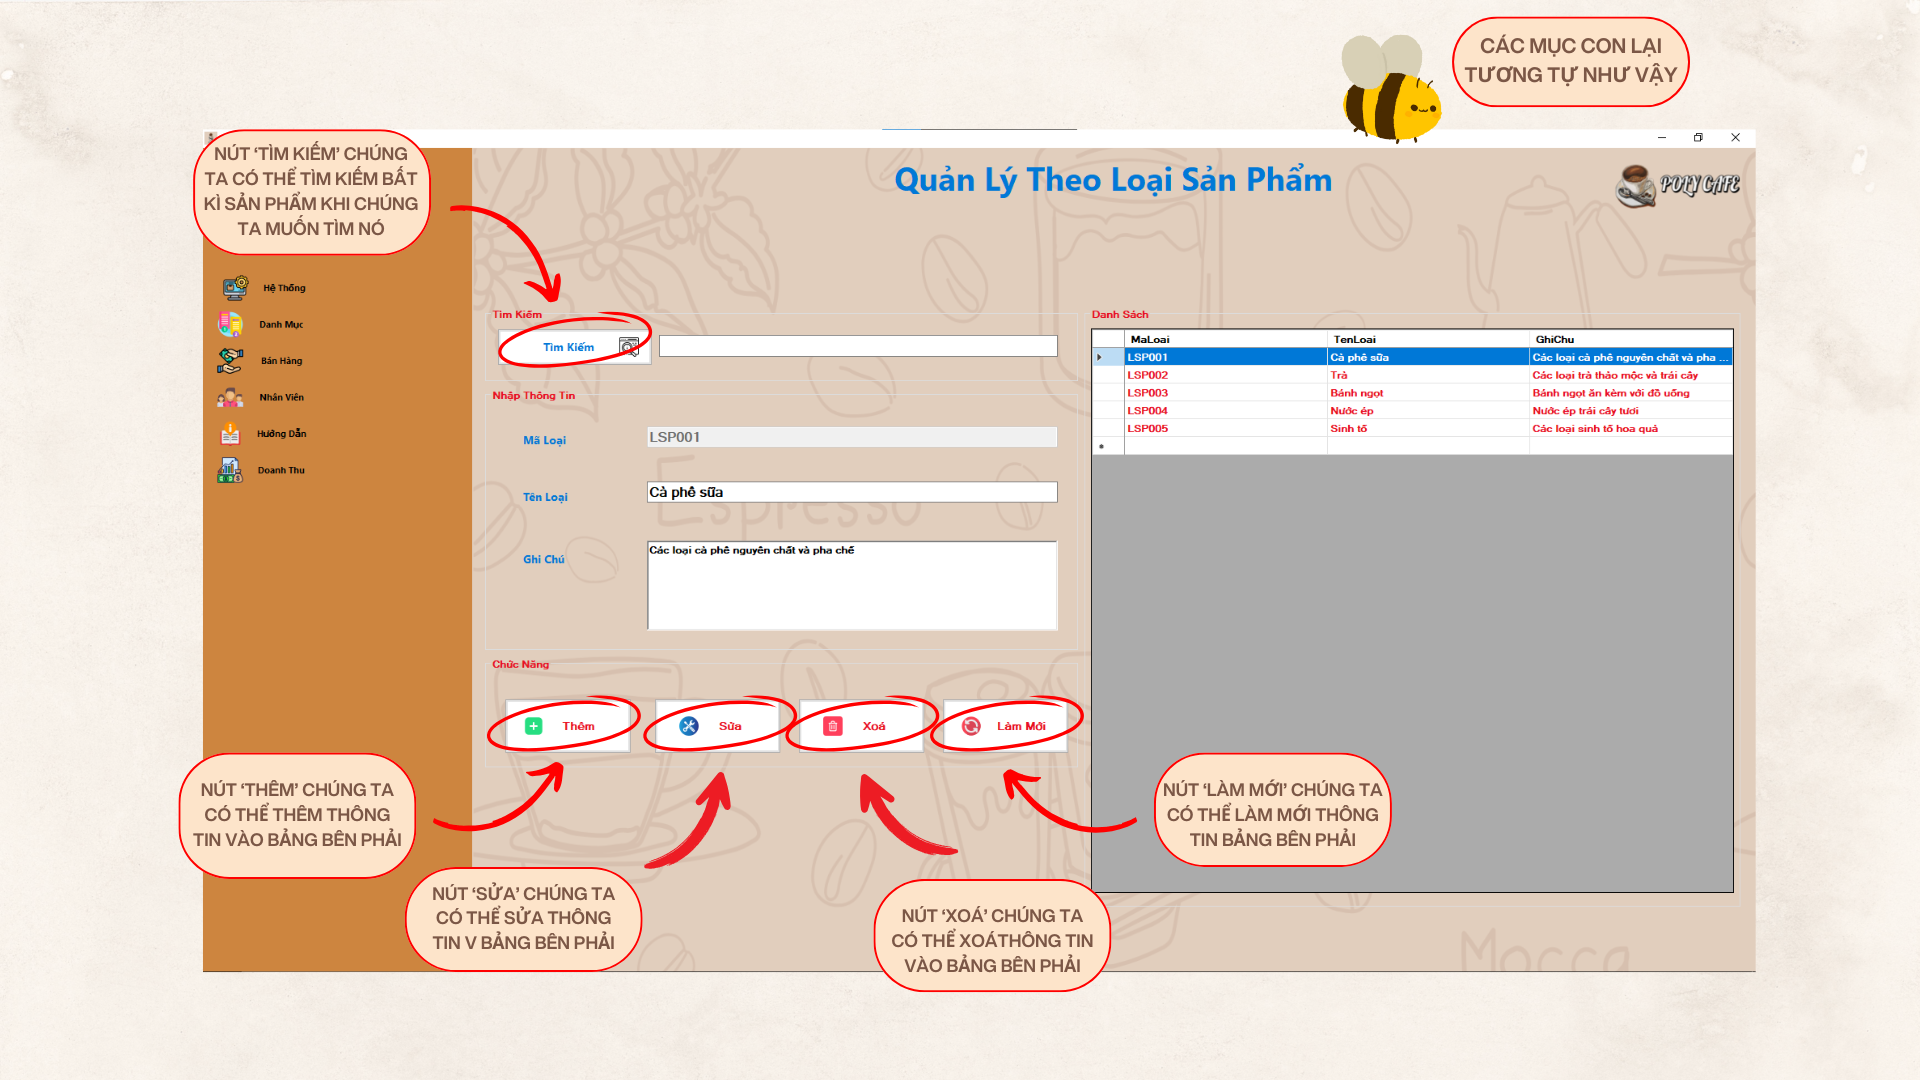 CÁC MỤC CON LẠI
TƯƠNG TỰ NHƯ VẬY
NÚT ‘TÌM KIẾM’ CHÚNG
TA CÓ THỂ TÌM KIẾM BẤT
KÌ SẢN PHẨM KHI CHÚNG
TA MUỐN TÌM NÓ
Quản Lý Theo Loại Sản Phẩm
POLY CAFE
Hệ Thống
Danh Mục
Bán Hàng
Nhân Viên
Hướng Dẫn
Doanh Thu
Tìm Kiếm
Tìm Kiếm
Nhập Thông Tin
Mã Loại
LSP001
Tên Loại
Cà phê sữa
Espresso
Ghi Chú
Các loại cà phê nguyên chất và pha chế
Chức Năng
Thêm
Sửa
Xoá
Làm Mới
Danh Sách
MaLoai TenLoai GhiChu
LSP001 Cà phê sữa Các loại cà phê nguyên chất và pha ...
LSP002 Trà Các loại trà thảo mộc và trái cây
LSP003 Bánh ngọt Bánh ngọt ăn kèm với đồ uống
LSP004 Nước ép Nước ép trái cây tươi
LSP005 Sinh tố Các loại sinh tố hoa quả
NÚT ‘THÊM’ CHÚNG TA
CÓ THỂ THÊM THÔNG
TIN VÀO BẢNG BÊN PHẢI
NÚT ‘SỬA’ CHÚNG TA
CÓ THỂ SỬA THÔNG
TIN V BẢNG BÊN PHẢI
NÚT ‘XOÁ’ CHÚNG TA
CÓ THỂ XOÁTHÔNG TIN
VÀO BẢNG BÊN PHẢI
NÚT ‘LÀM MỚI’ CHÚNG TA
CÓ THỂ LÀM MỚI THÔNG
TIN BẢNG BÊN PHẢI
Mocca